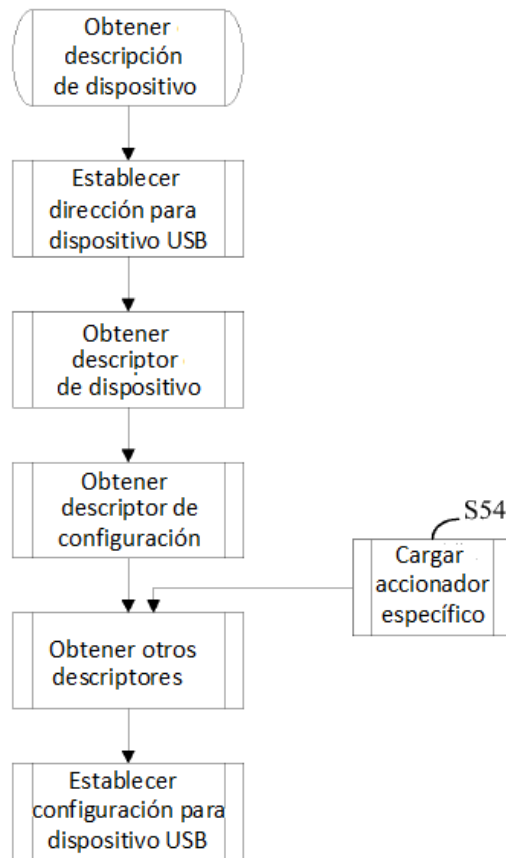 Obtener
descripción
de dispositivo
Establecer
dirección para
dispositivo USB
Obtener
descriptor
de dispositivo
Obtener
descriptor de
configuración
S54
Cargar
accionador
específico
Obtener otros
descriptores
Establecer
configuración para
dispositivo USB